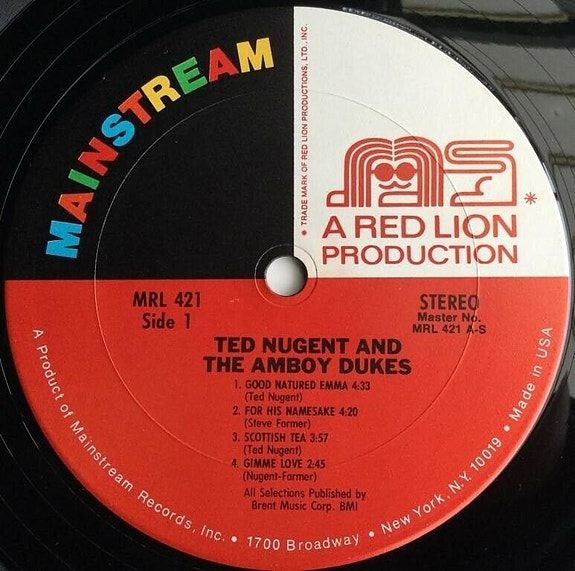 MAINSTREAM
* TRADE MARK OF RED LION PRODUCTIONS, LTD., INC.
*
A RED LION
PRODUCTION
MRL 421
Side 1
STEREO
Master No.
MRL 421 A-S
TED NUGENT AND
THE AMBOY DUKES
1. GOOD NATURED EMMA 4:33
(Ted Nugent)
2. FOR HIS NAMESAKE 4:20
(Steve Farmer)
3. SCOTTISH TEA 3:57
(Ted Nugent)
4. GIMME LOVE 2:45
(Nugent-Farmer)
All Selections Published by
Brent Music Corp. BMI
A Product of Mainstream Records, Inc. • 1700 Broadway • New York, N.Y. 10019 • Made in USA